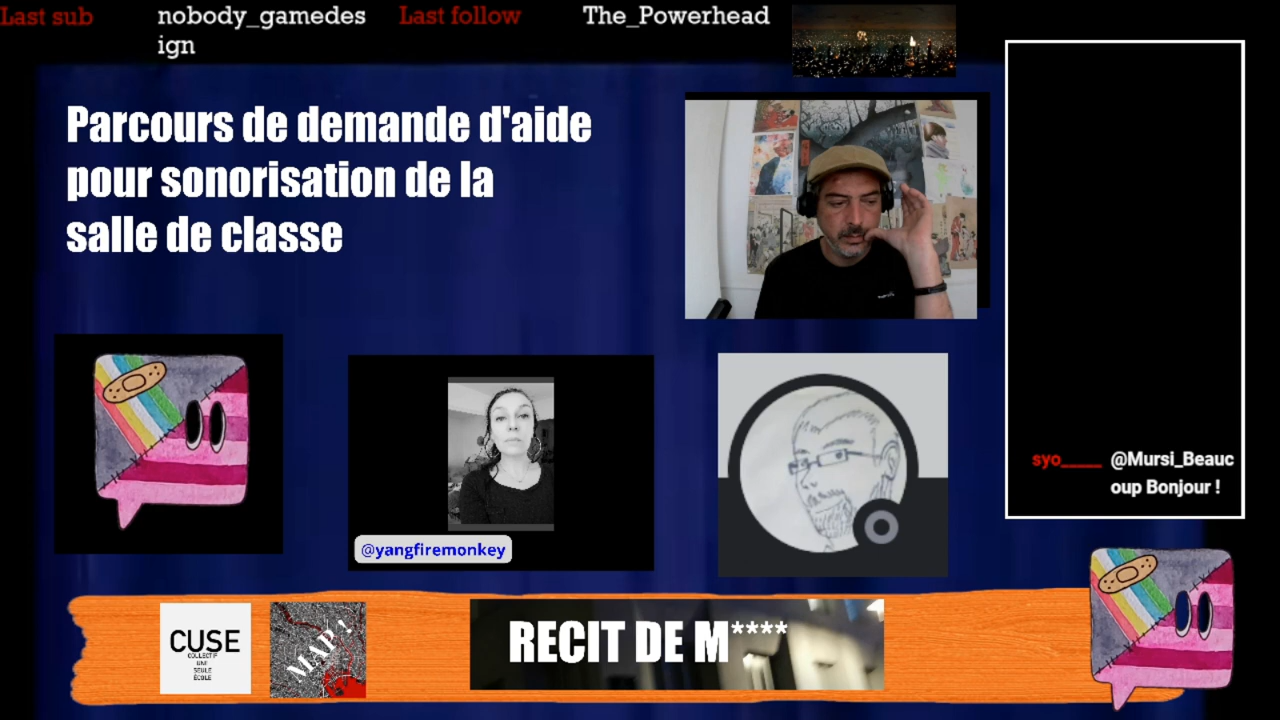 Last sub
nobody_gamedes
ign
Last follow
The_Powerhead
Parcours de demande d'aide
pour sonorisation de la
salle de classe
syo_____ @Mursi_Beauc
oup Bonjour !
@yangfiremonkey
CUSE
COLLECTIF
UNE
SEULE
ÉCOLE
MAP !
RECIT DE M****